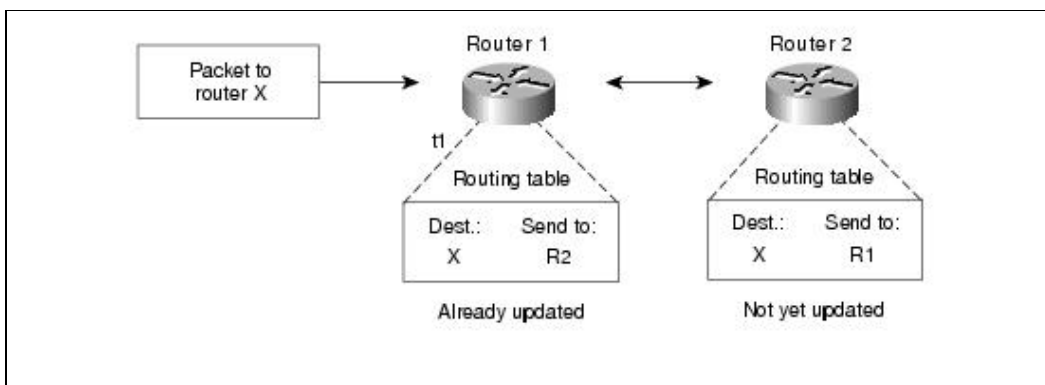 Packet to
router X
Router 1
Router 2
t1
Routing table
Dest.: Send to:
X R2
Already updated
Routing table
Dest.: Send to:
X R1
Not yet updated